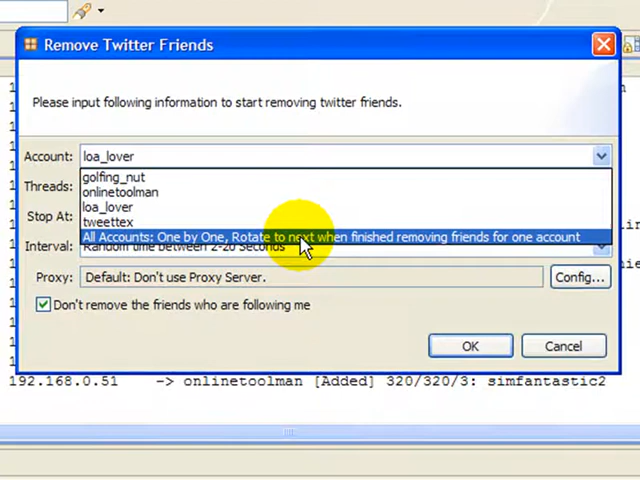 Remove Twitter Friends
Please input following information to start removing twitter friends.
Account: loa_lover
golfing_nut
Threads: onlinetoolman
loa_lover
Stop At: tweettex
All Accounts: One by One, Rotate to next when finished removing friends for one account
Interval: Random time between 2-20 Seconds
Proxy: Default: Don't use Proxy Server. Config...
Don't remove the friends who are following me
OK Cancel
192.168.0.51 -> onlinetoolman [Added] 320/320/3: simfantastic2